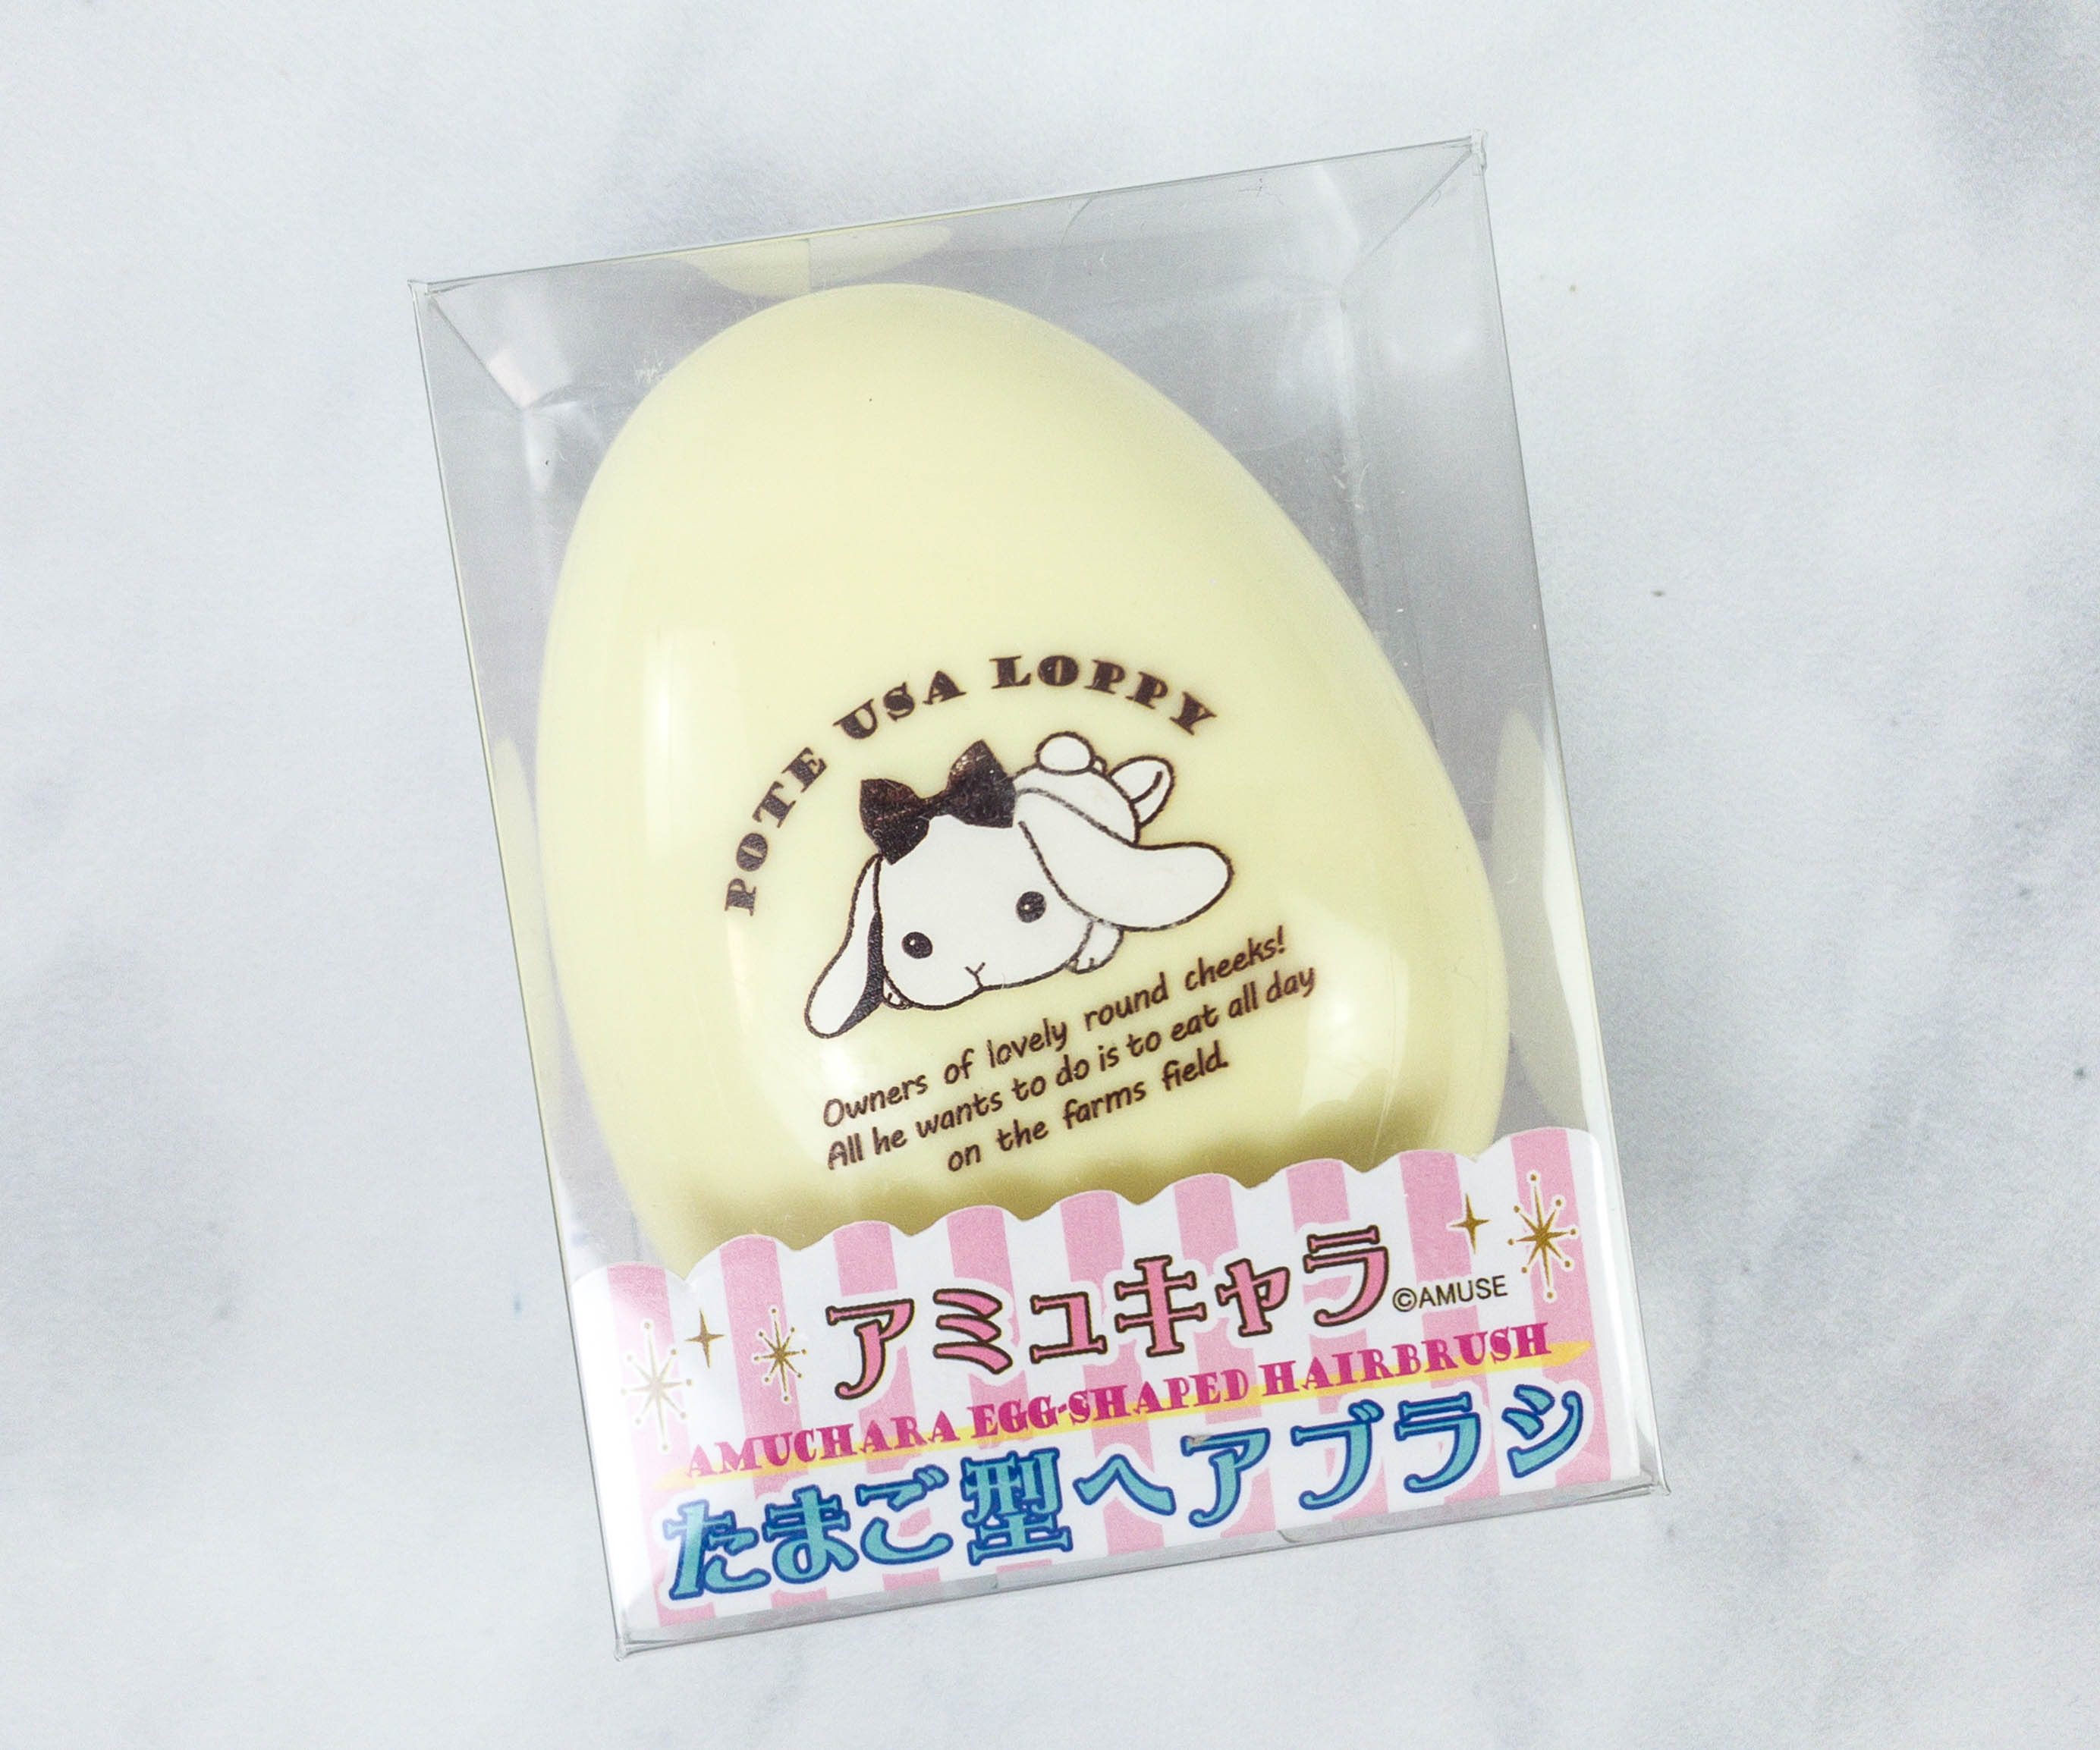 POTE USA LOPPY
Owners of lovely round cheeks!
All he wants to do is to eat all day
on the farms field.
アミュキャラ ©AMUSE
AMUCHARA EGG-SHAPED HAIRBRUSH
たまご型ヘアブラシ